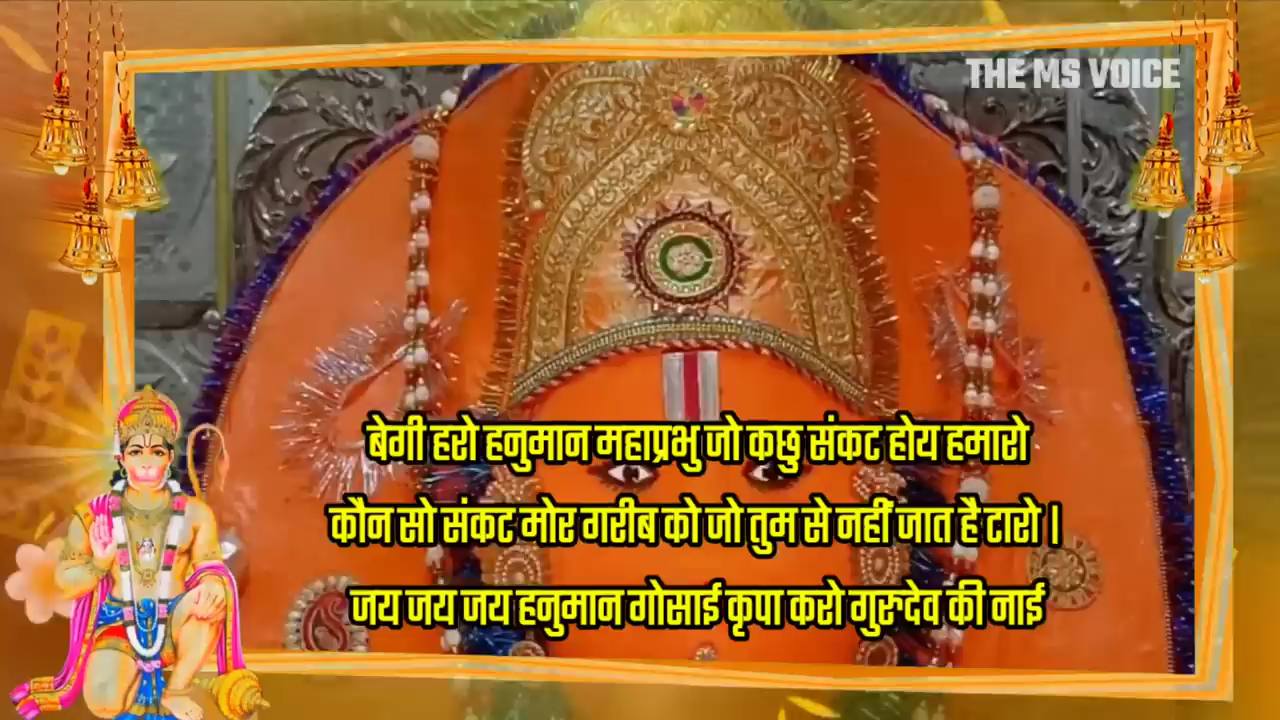 THE MS VOICE
बेगी हरो हनुमान महाप्रभु जो कछु संकट होय हमारो
कौन सो संकट मोर गरीब को जो तुम से नहीं जात है टारो ।
जय जय जय हनुमान गोसाई कृपा करो गुरुदेव की नाई